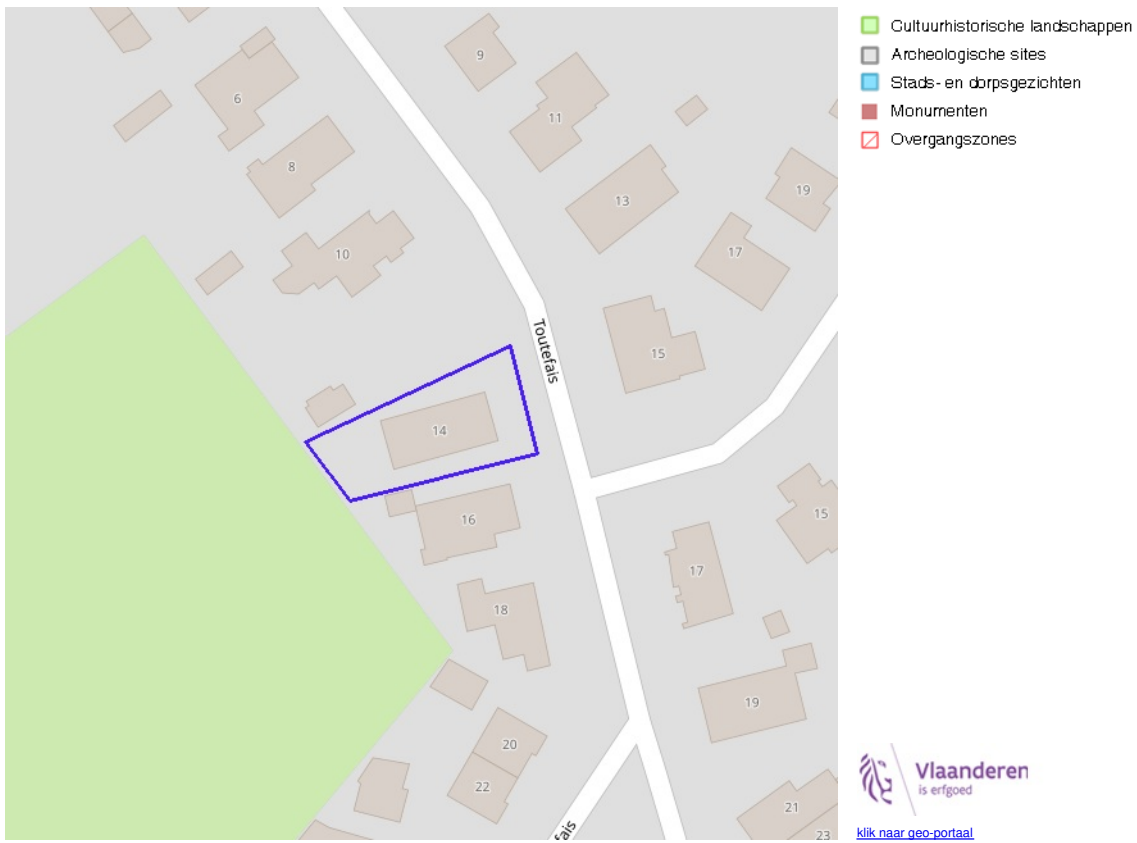 9
6
11
8
13
19
17
10
Toutefais
15
14
16
15
17
18
19
20
22
21
23
fais
Cultuurhistorische landschappen
Archeologische sites
Stads- en dorpsgezichten
Monumenten
Overgangszones
Vlaanderen
is erfgoed
klik naar geo-portaal